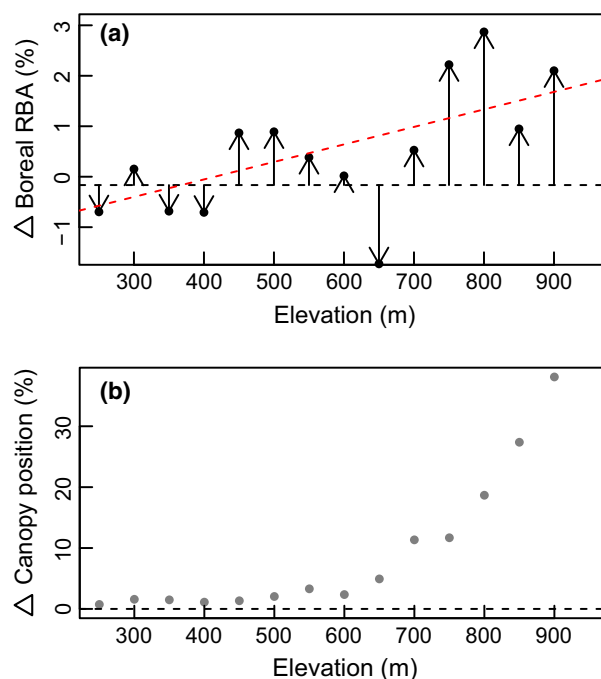 (a)
Δ Boreal RBA (%)
3
2
1
0
−1
300 400 500 600 700 800 900
Elevation (m)
(b)
Δ Canopy position (%)
30
20
10
0
300 400 500 600 700 800 900
Elevation (m)